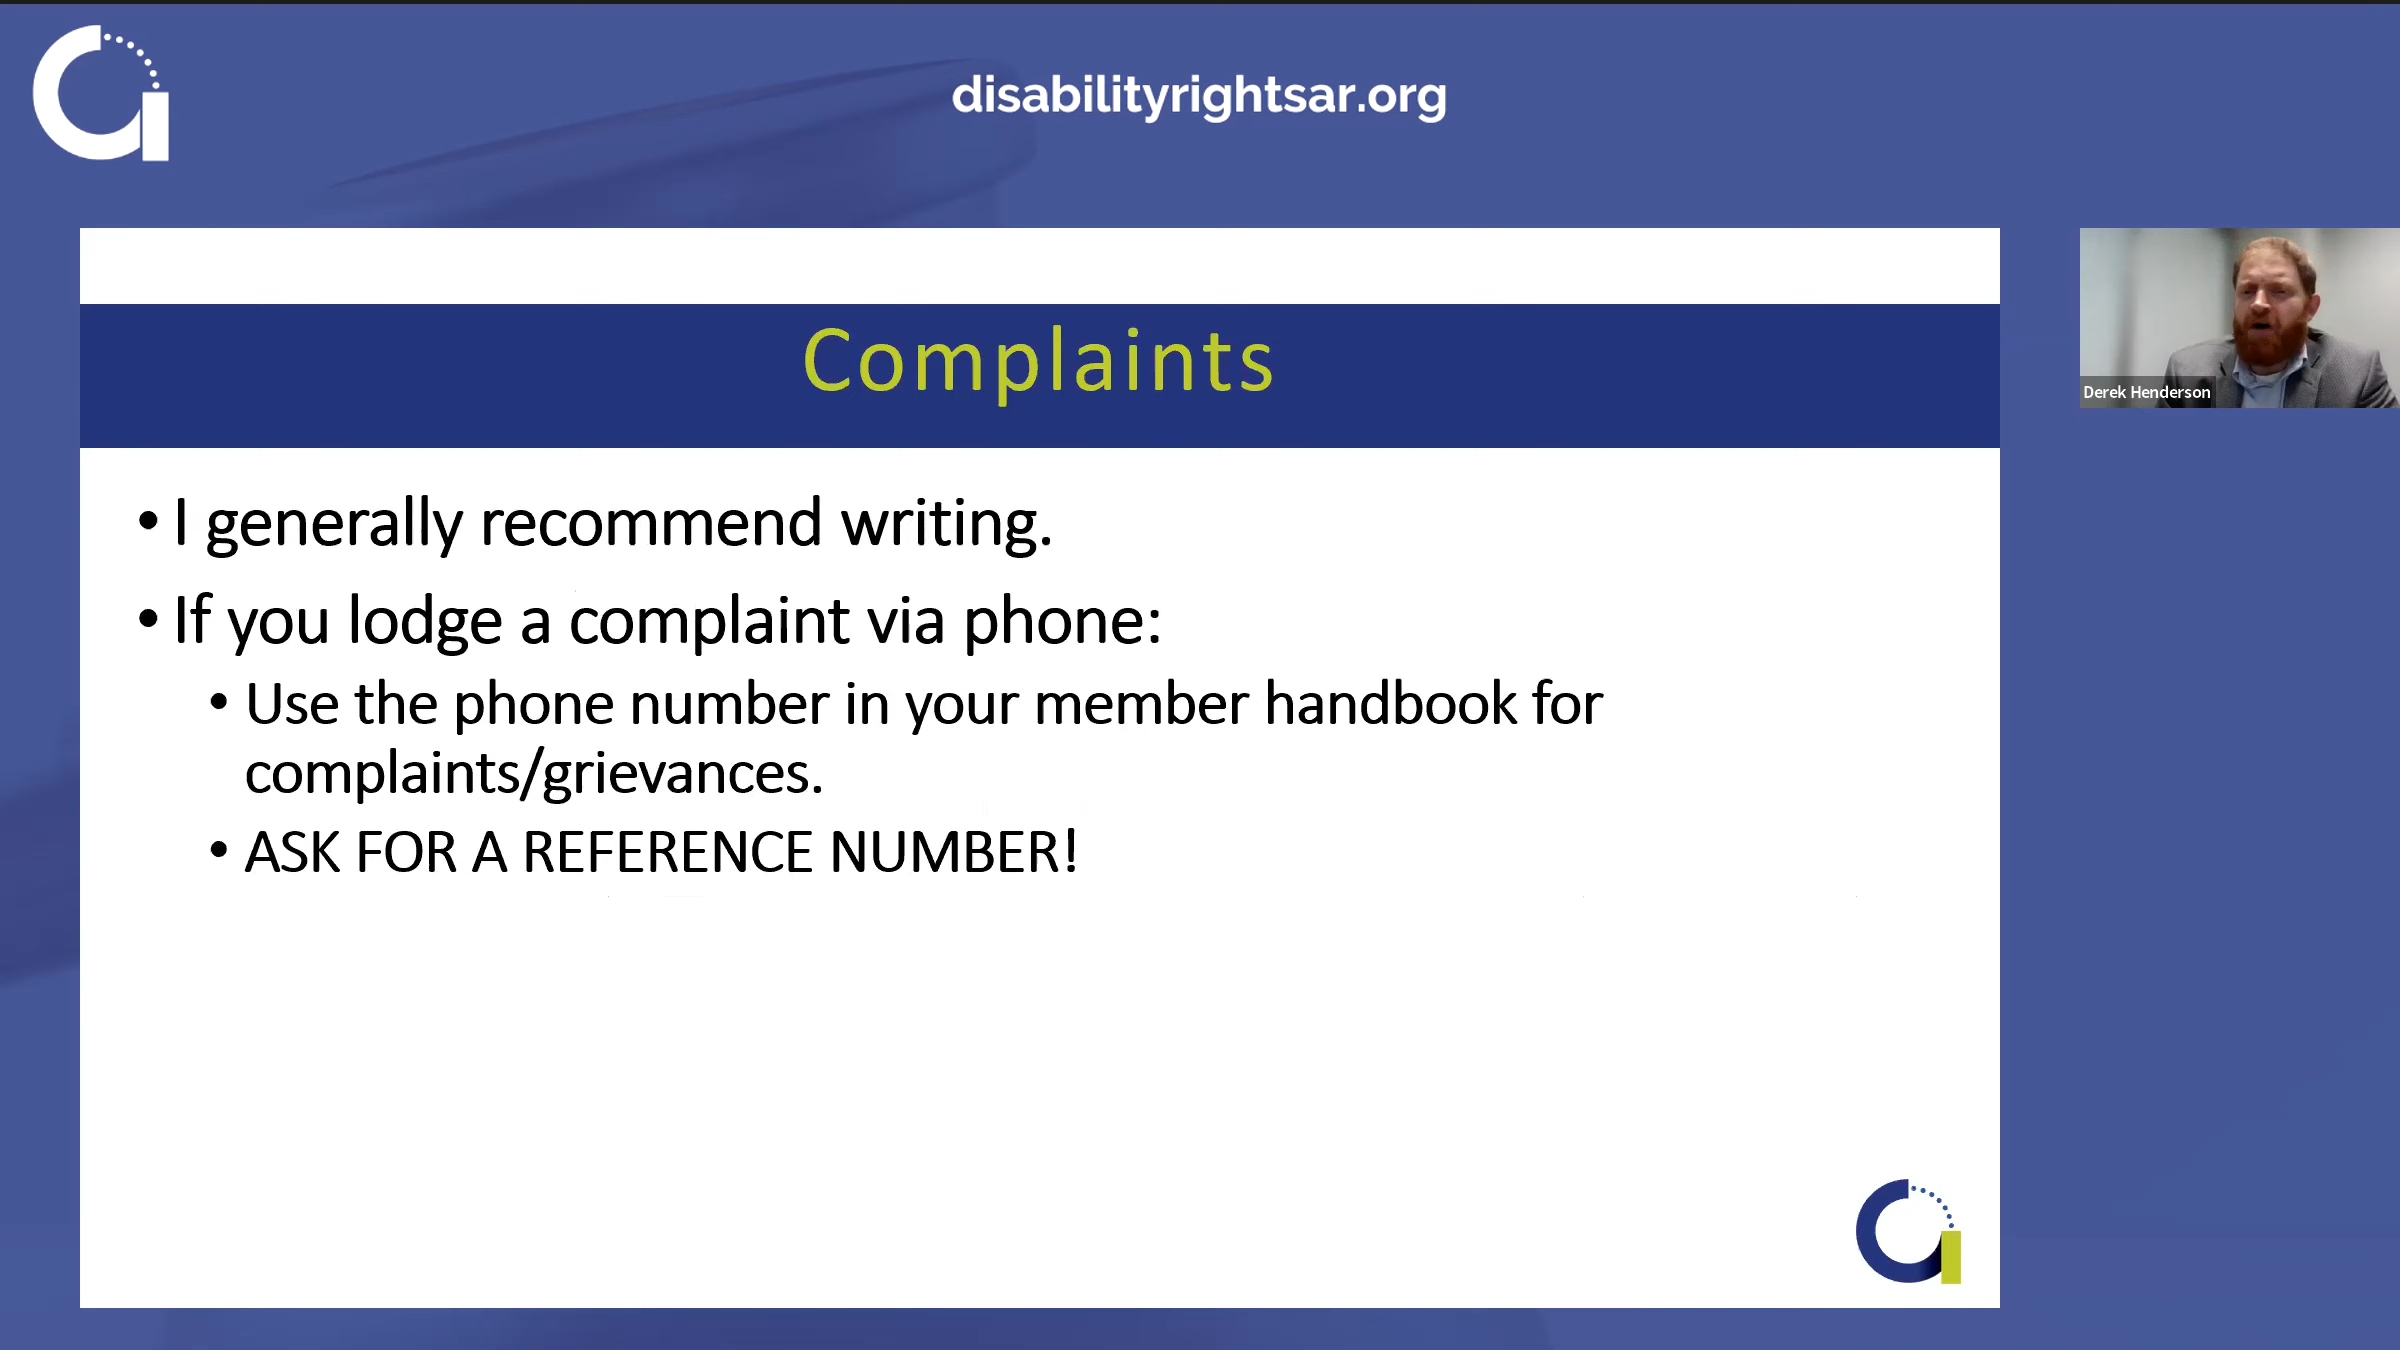 disabilityrightsar.org
Complaints
Derek Henderson
• I generally recommend writing.
• If you lodge a complaint via phone:
• Use the phone number in your member handbook for
complaints/grievances.
• ASK FOR A REFERENCE NUMBER!